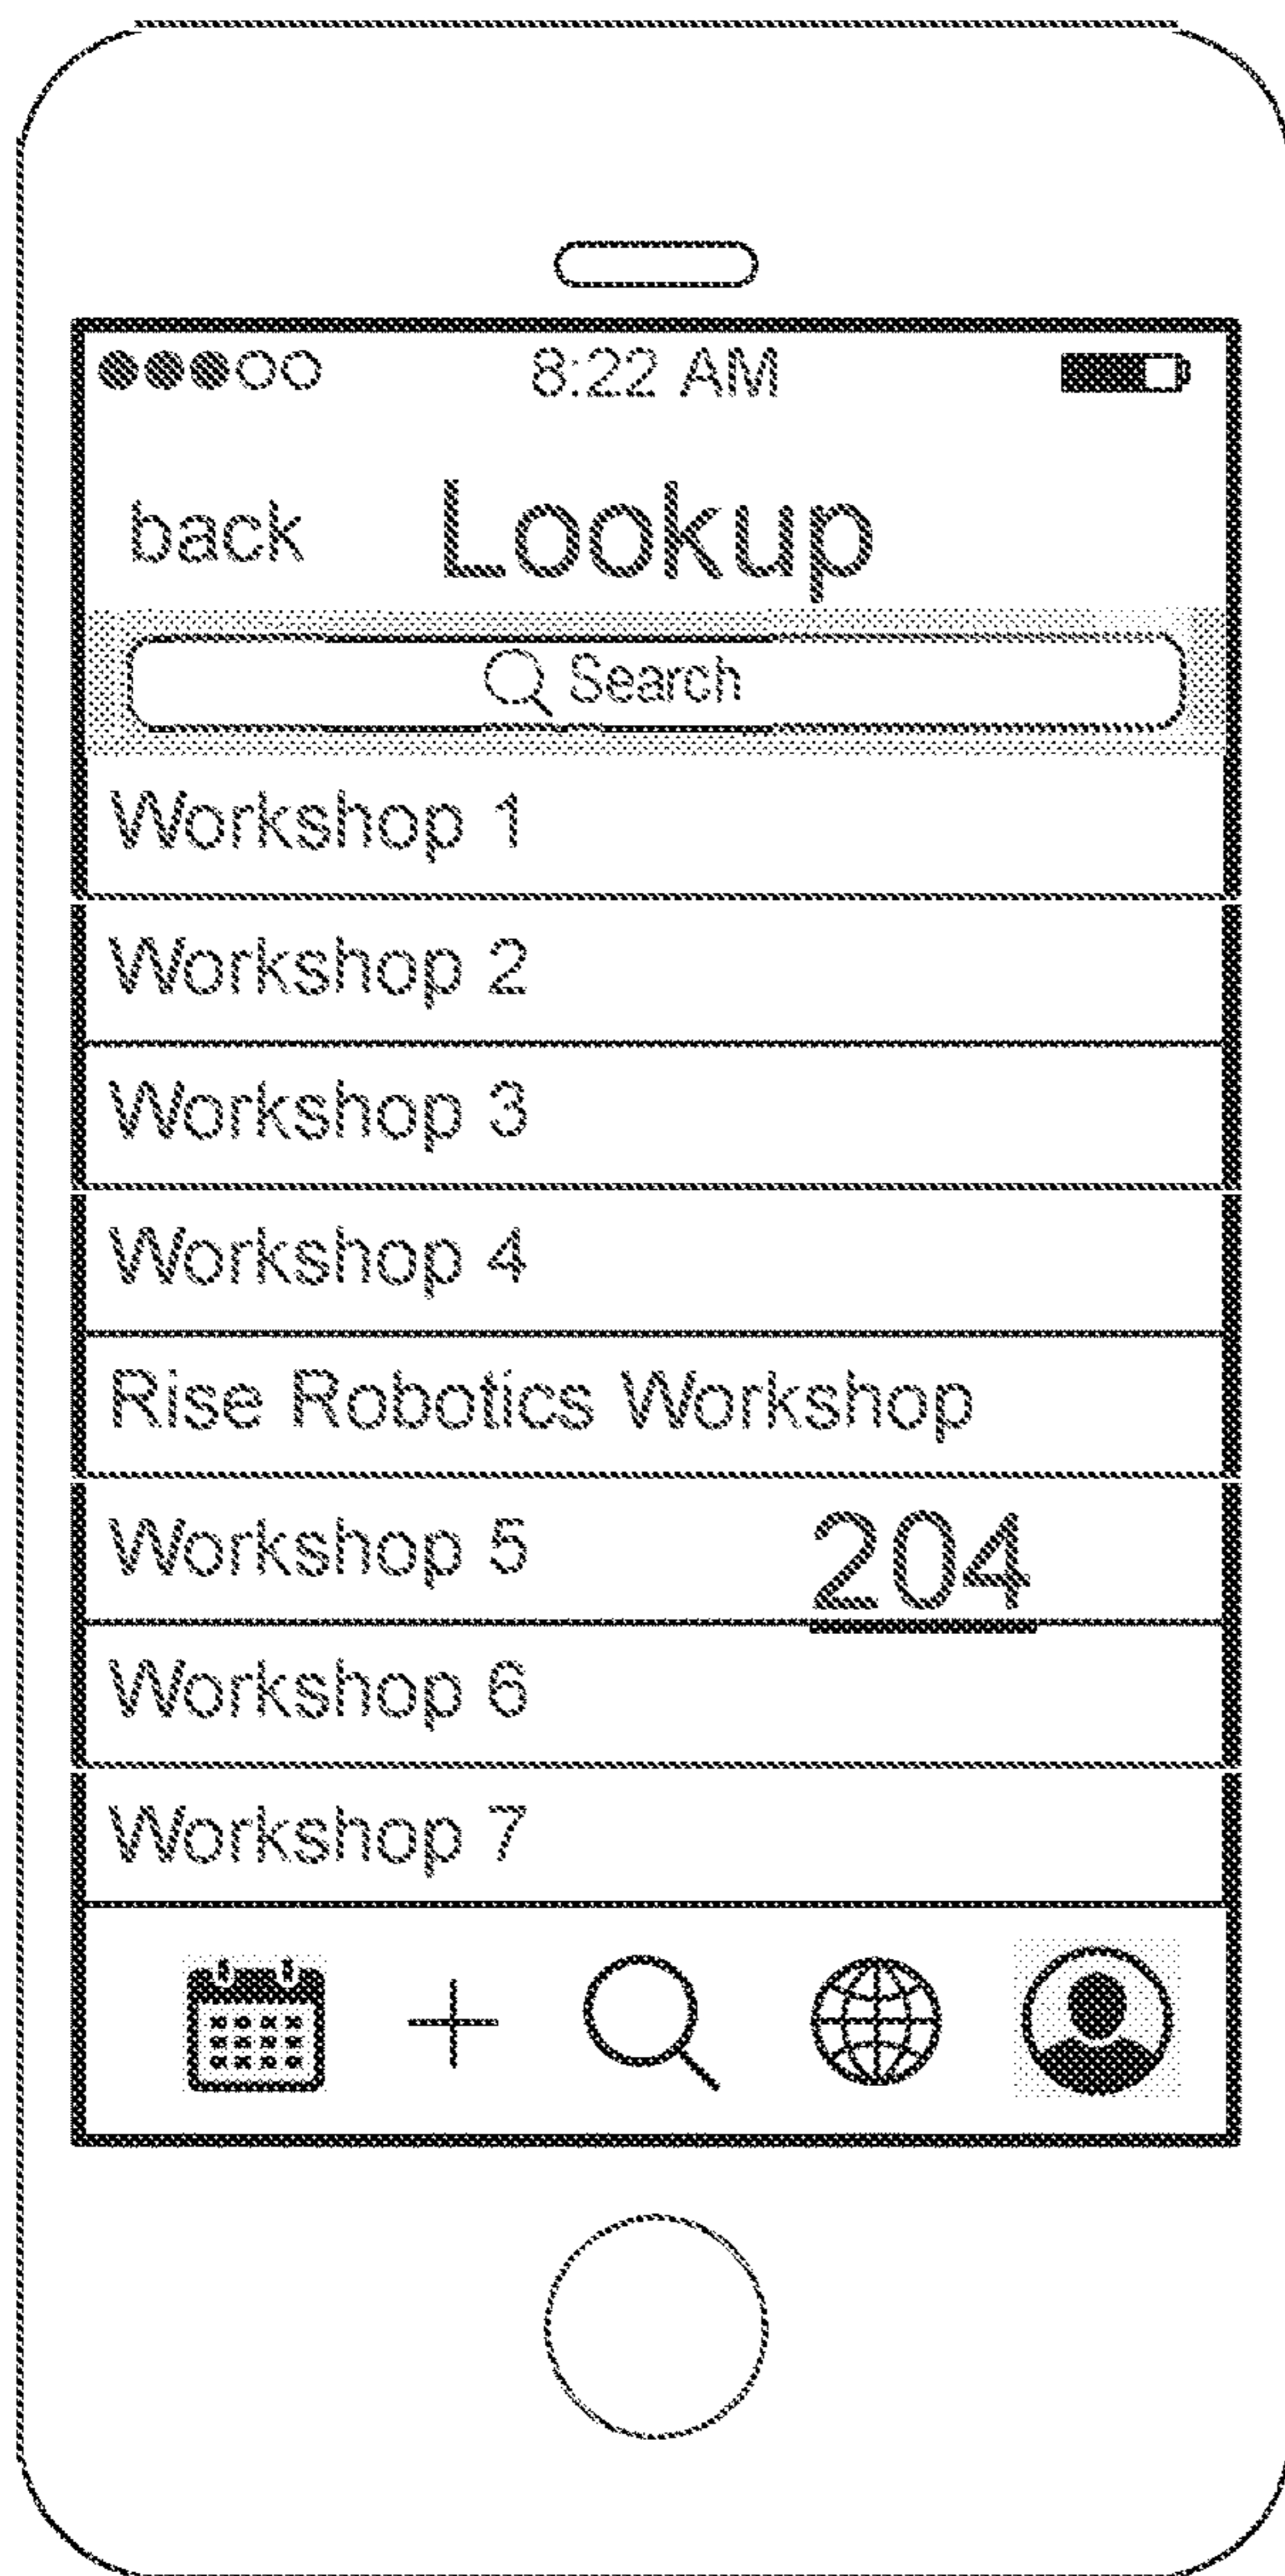 8:22 AM
back Lookup
Search
Workshop 1
Workshop 2
Workshop 3
Workshop 4
Rise Robotics Workshop
Workshop 5 204
Workshop 6
Workshop 7